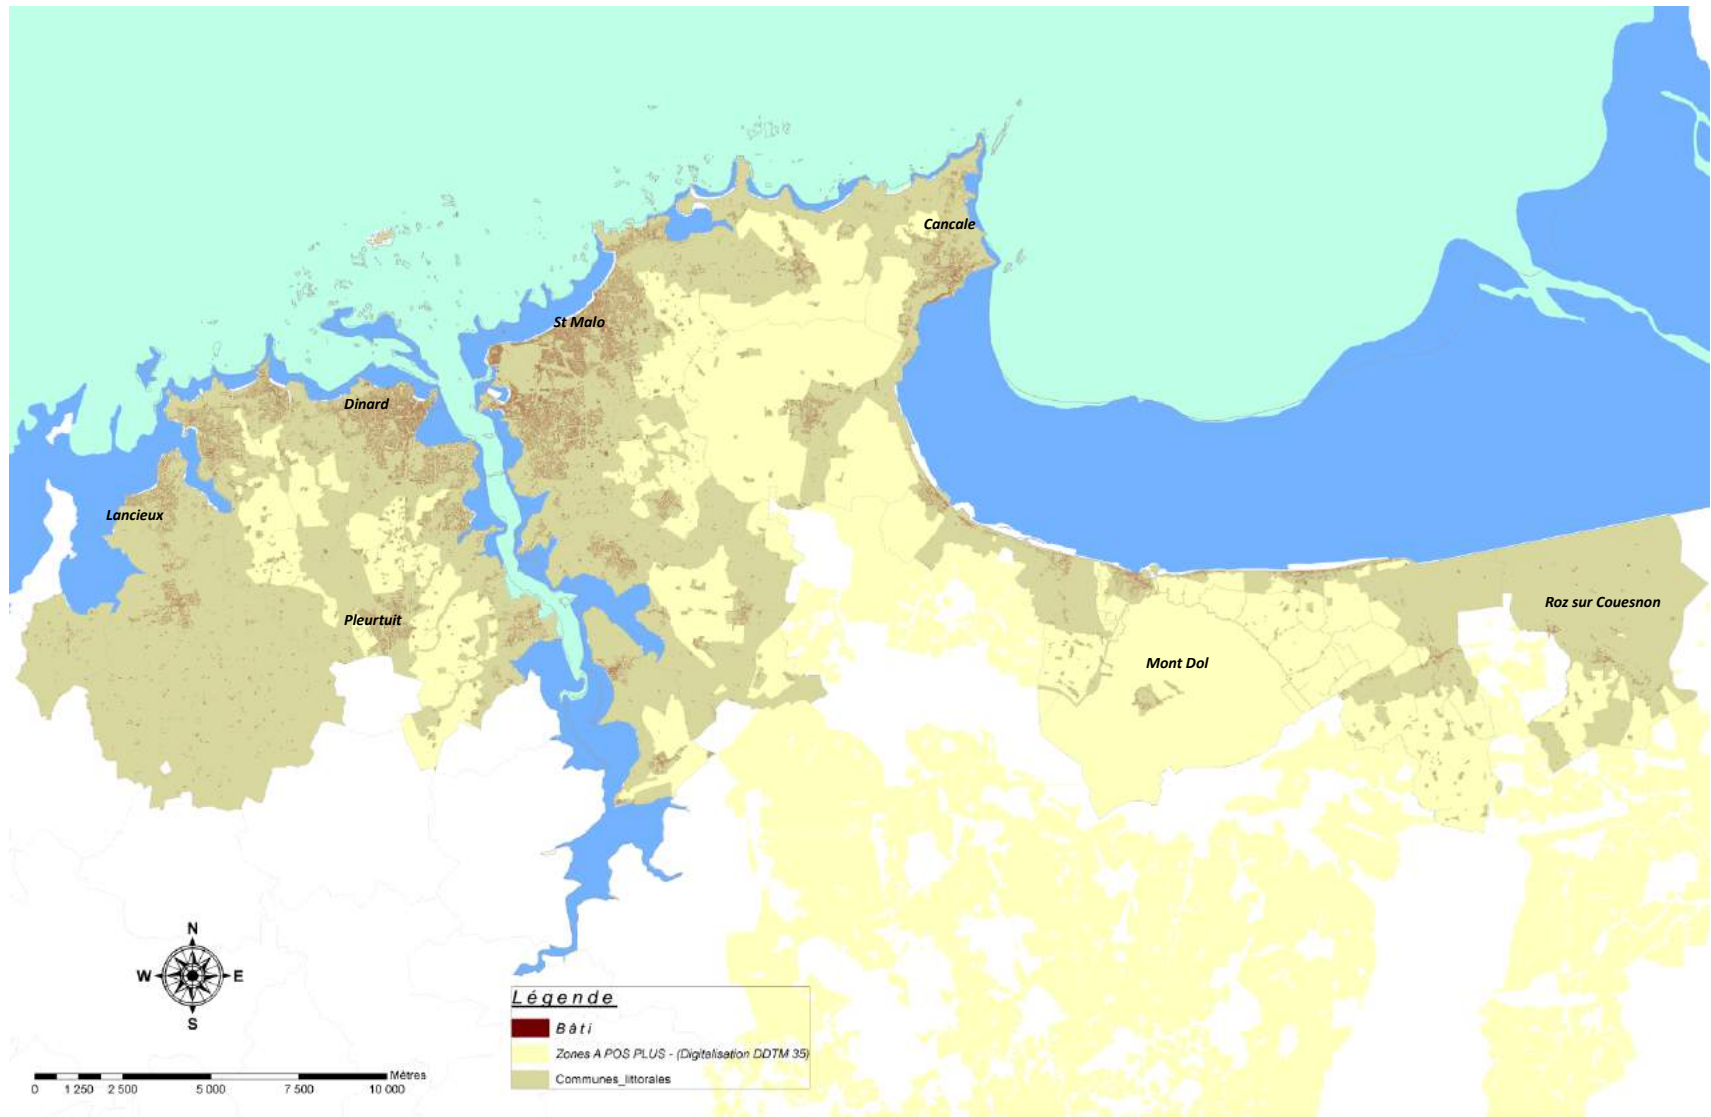 Cancale
St Malo
Dinard
Lancieux
Pleurtuit
Roz sur Couesnon
Mont Dol
N
W E
S
Légende
Bâti
Zones A POS PLUS - (Digitalisation DDTM 35)
Communes_littorales
Mètres
0 1 250 2 500 5 000 7 500 10 000